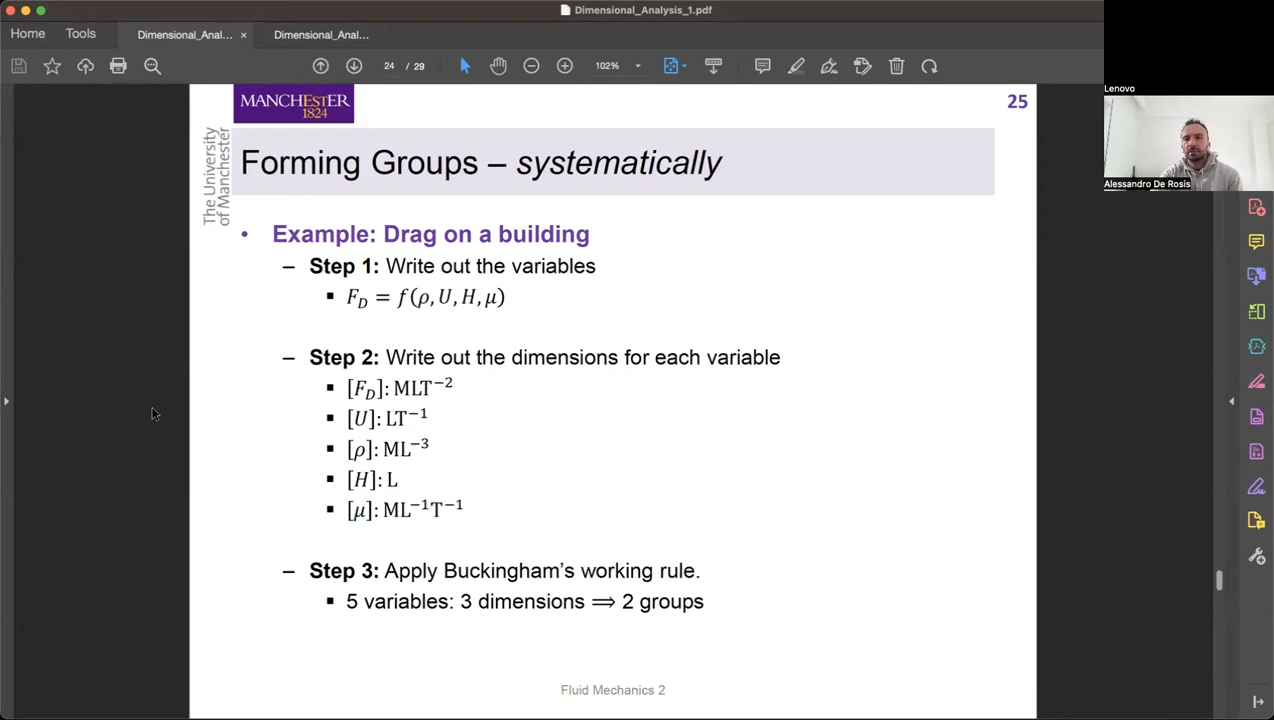 Dimensional_Analysis_1.pdf
Home Tools Dimensional_Anal... × Dimensional_Anal...
24 / 29 102%
Lenovo
Alessandro De Rosis
MANCHESTER
1824
The University
of Manchester
25
Forming Groups – systematically
• Example: Drag on a building
– Step 1: Write out the variables
▪ F_D = f(ρ, U, H, μ)
– Step 2: Write out the dimensions for each variable
▪ [F_D]: MLT⁻²
▪ [U]: LT⁻¹
▪ [ρ]: ML⁻³
▪ [H]: L
▪ [μ]: ML⁻¹T⁻¹
– Step 3: Apply Buckingham's working rule.
▪ 5 variables: 3 dimensions ⟹ 2 groups
Fluid Mechanics 2